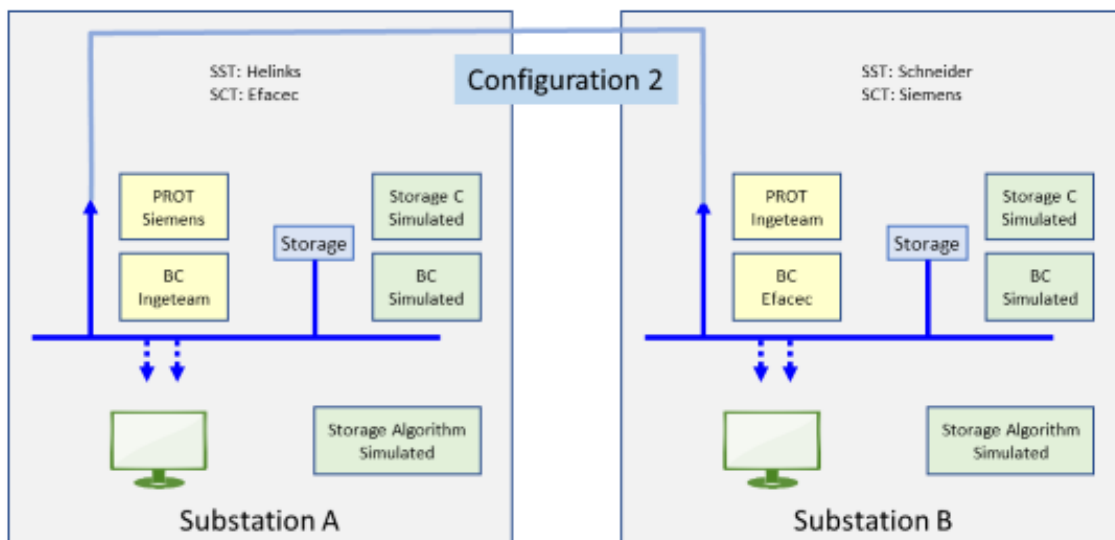 SST: Helinks
SCT: Efacec
Configuration 2
SST: Schneider
SCT: Siemens
PROT
Siemens
Storage C
Simulated
Storage
BC
Ingeteam
BC
Simulated
Storage Algorithm
Simulated
Substation A
PROT
Ingeteam
Storage C
Simulated
Storage
BC
Efacec
BC
Simulated
Storage Algorithm
Simulated
Substation B